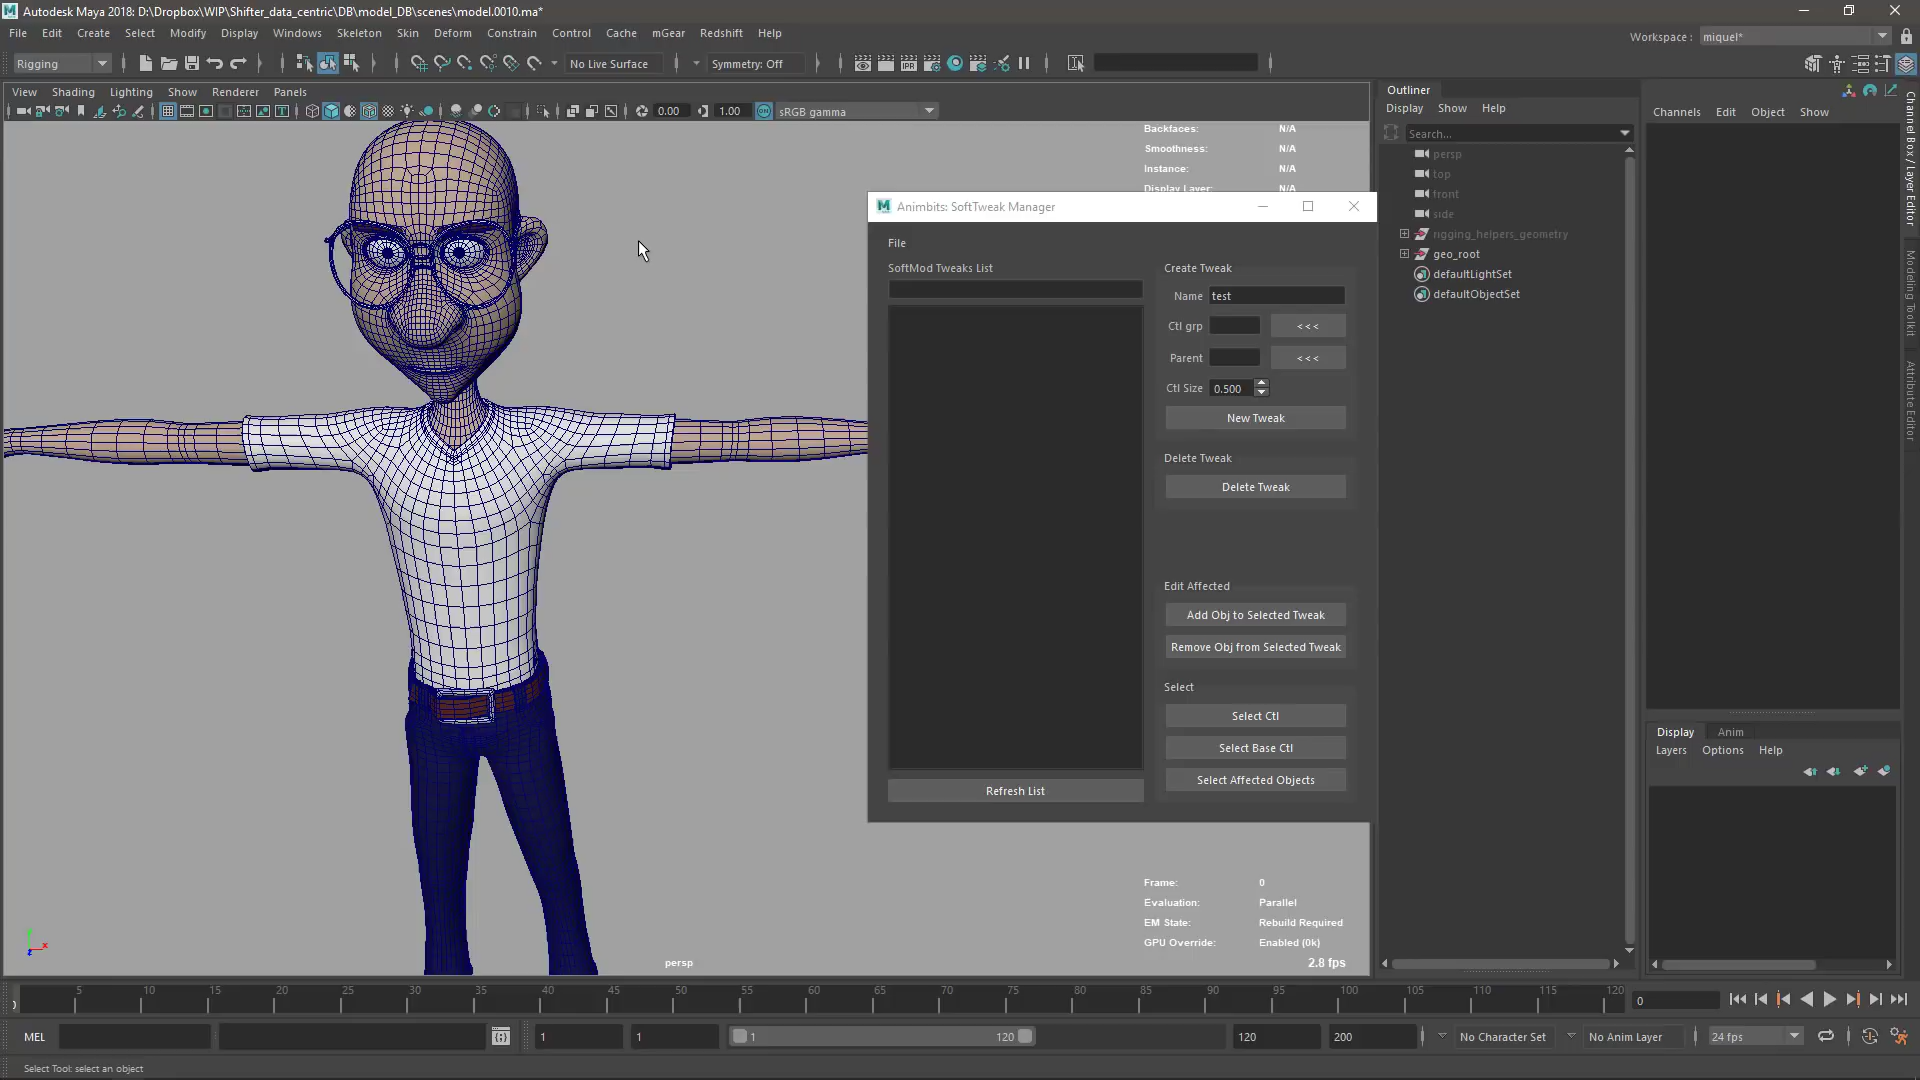 Autodesk Maya 2018: D:\Dropbox\WIP\Shifter_data_centric\DB\model_DB\scenes\model.0010.ma*
File Edit Create Select Modify Display Windows Skeleton Skin Deform Constrain Control Cache mGear Redshift Help
Workspace : miquel*
Rigging
No Live Surface
Symmetry: Off
View Shading Lighting Show Renderer Panels
0.00
1.00
sRGB gamma
Backfaces: N/A
Smoothness: N/A
Instance: N/A
Display Layer: N/A
Animbits: SoftTweak Manager
File
SoftMod Tweaks List
Refresh List
Create Tweak
Name test
Ctl grp <<<
Parent <<<
Ctl Size 0.500
New Tweak
Delete Tweak
Delete Tweak
Edit Affected
Add Obj to Selected Tweak
Remove Obj from Selected Tweak
Select
Select Ctl
Select Base Ctl
Select Affected Objects
Frame: 0
Evaluation: Parallel
EM State: Rebuild Required
GPU Override: Enabled (0k)
2.8 fps
persp
Outliner
Display Show Help
Search...
persp
top
front
side
rigging_helpers_geometry
geo_root
defaultLightSet
defaultObjectSet
Channels Edit Object Show
Channel Box / Layer Editor
Modeling Toolkit
Attribute Editor
Display Anim
Layers Options Help
5 10 15 20 25 30 35 40 45 50 55 60 65 70 75 80 85 90 95 100 105 110 115 120
0
MEL
1
1
1
120
120
200
No Character Set
No Anim Layer
24 fps
Select Tool: select an object